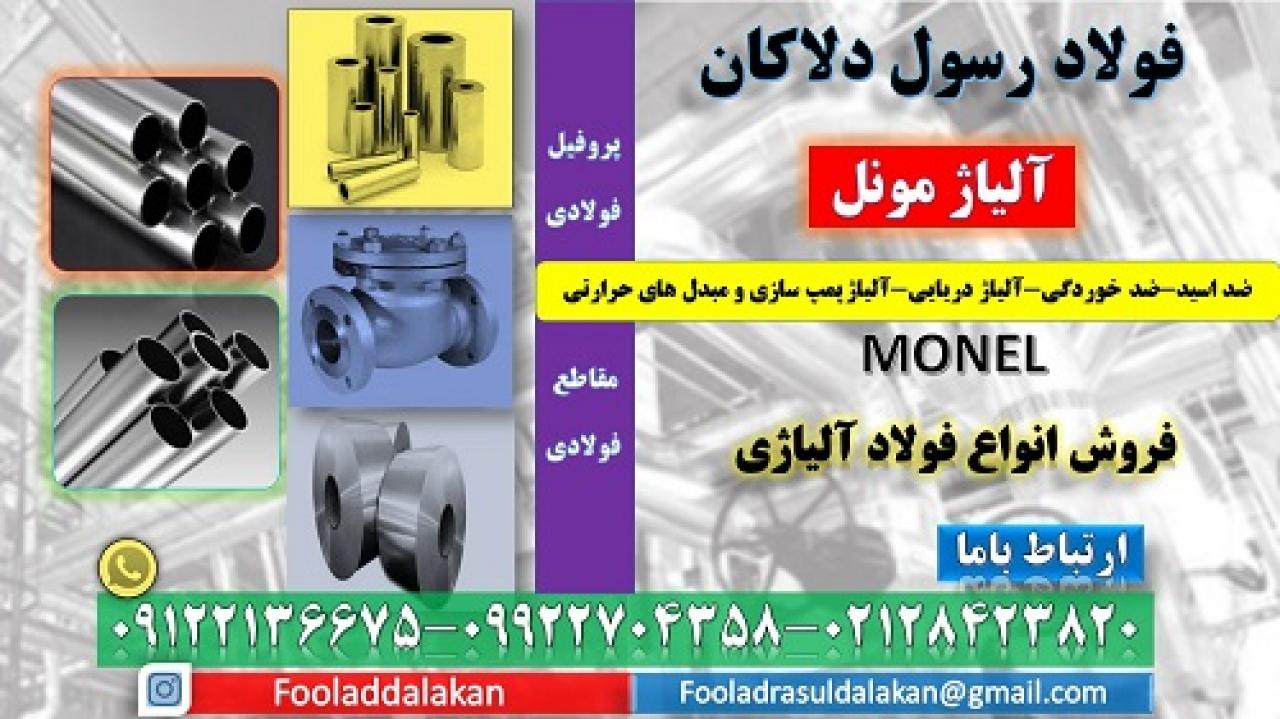 فولاد رسول دلاکان
آلیاژ مونل
ضد اسید-ضد خوردگی-آلیاژ دریایی-آلیاژ پمپ سازی و مبدل های حرارتی
MONEL
فروش انواع فولاد آلیاژی
پروفیل
فولادی
مقاطع
فولادی
ارتباط باما
۰۹۱۲۲۱۳۶۶۷۵-۰۹۹۲۲۷۰۴۳۵۸-۰۲۱۲۸۴۲۳۸۲۰
Fooladdalakan
Fooladrasuldalakan@gmail.com